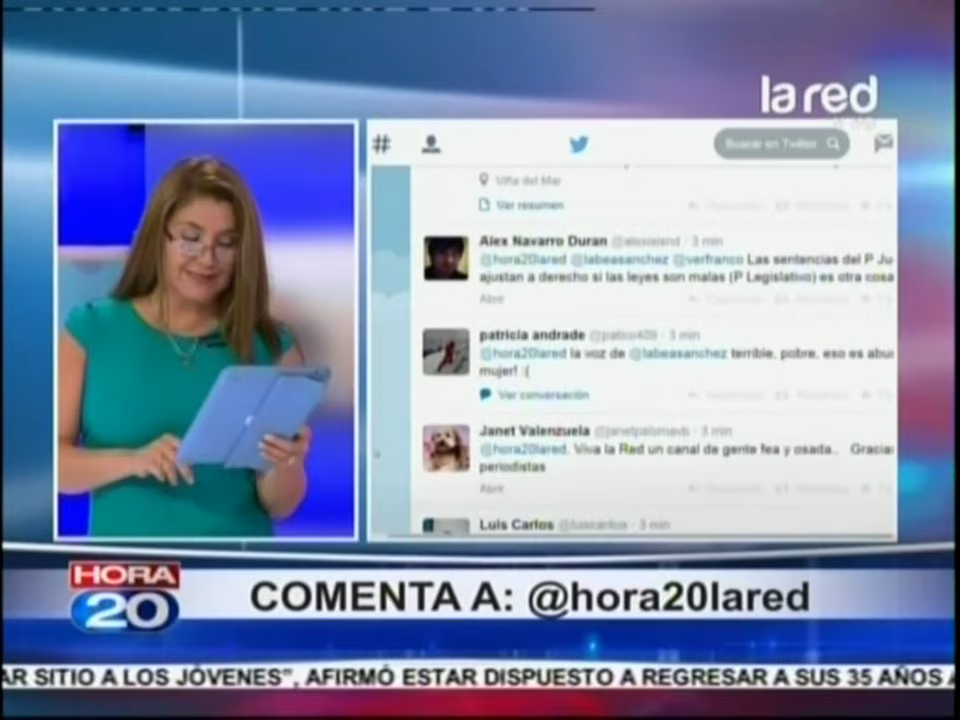 la red
#
Buscar en Twitter
Viña del Mar
Ver resumen
Alex Navarro Duran · 3 min
@hora20lared @labeasanchez @verfranco Las sentencias del P Ju
ajustan a derecho si las leyes son malas (P Legislativo) es otra cosa
Abrir
patricia andrade · 3 min
@hora20lared la voz de @labeasanchez terrible, pobre, eso es abu
mujer! :(
Ver conversación
Janet Valenzuela · 3 min
@hora20lared. Viva la Red un canal de gente fea y osada.. Gracia
periodistas
Abrir
Luis Carlos · 3 min
HORA
20
COMENTA A: @hora20lared
AR SITIO A LOS JÓVENES", AFIRMÓ ESTAR DISPUESTO A REGRESAR A SUS 35 AÑOS A